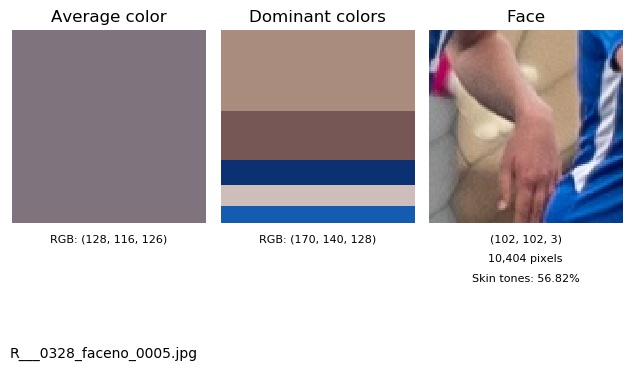 Average color
Dominant colors
Face
RGB: (128, 116, 126)
RGB: (170, 140, 128)
(102, 102, 3)
10,404 pixels
Skin tones: 56.82%
R___0328_faceno_0005.jpg